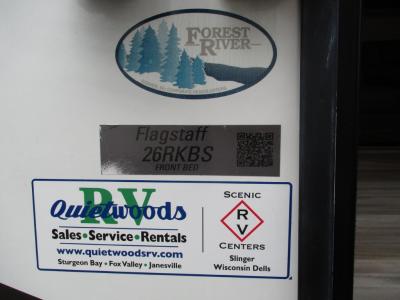 FOREST
RIVER
Flagstaff
26RKBS
FRONT BED
RV
Quietwoods
Sales•Service•Rentals
www.quietwoodsrv.com
Sturgeon Bay • Fox Valley • Janesville
SCENIC
RV
CENTERS
Slinger
Wisconsin Dells